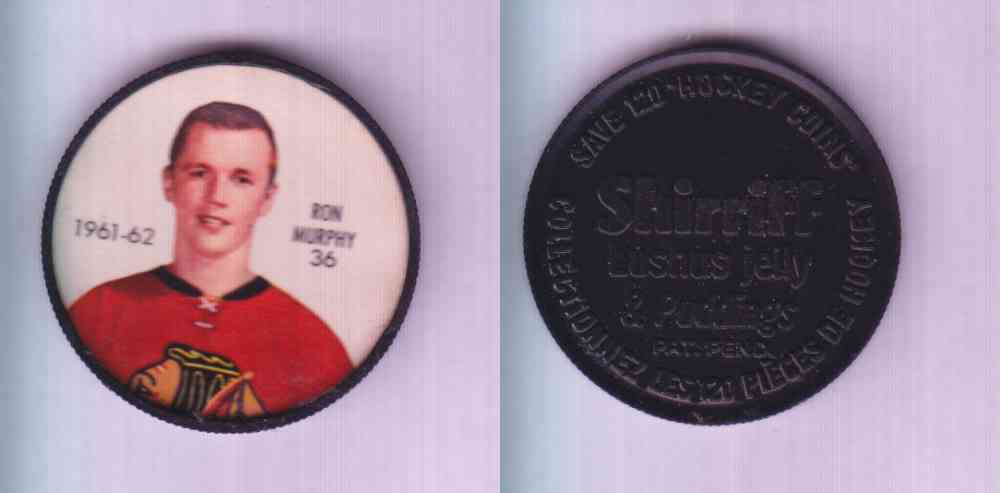 1961-62
RON
MURPHY
36
SAVE 120 HOCKEY COINS
Shirriff
Lushus Jelly
& Puddings
PAT. PEND.
COLLECTIONNEZ LES 120 PIÈCES DE HOCKEY